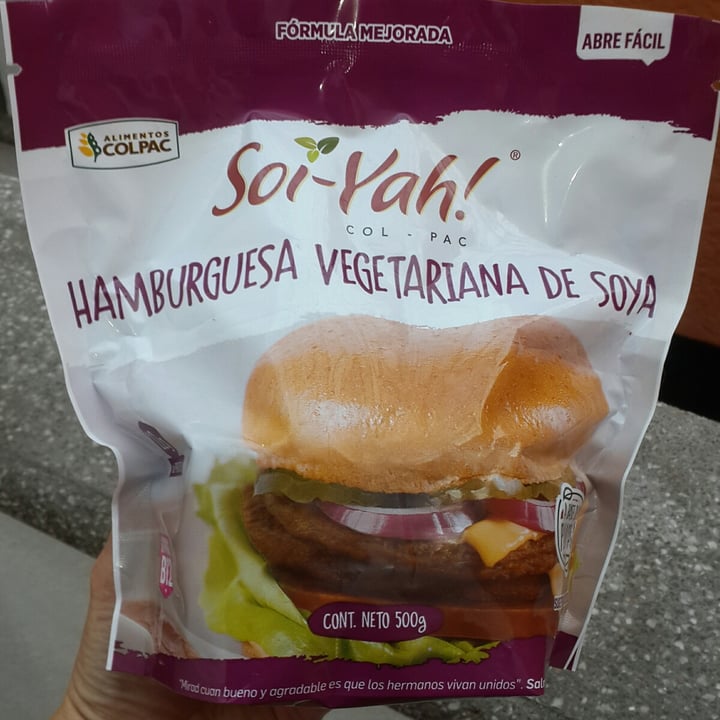 FÓRMULA MEJORADA
ABRE FÁCIL
ALIMENTOS
COLPAC
Soi-Yah!®
COL - PAC
HAMBURGUESA VEGETARIANA DE SOYA
B12
CONT. NETO 500g
"Mirad cuan bueno y agradable es que los hermanos vivan unidos". Sal